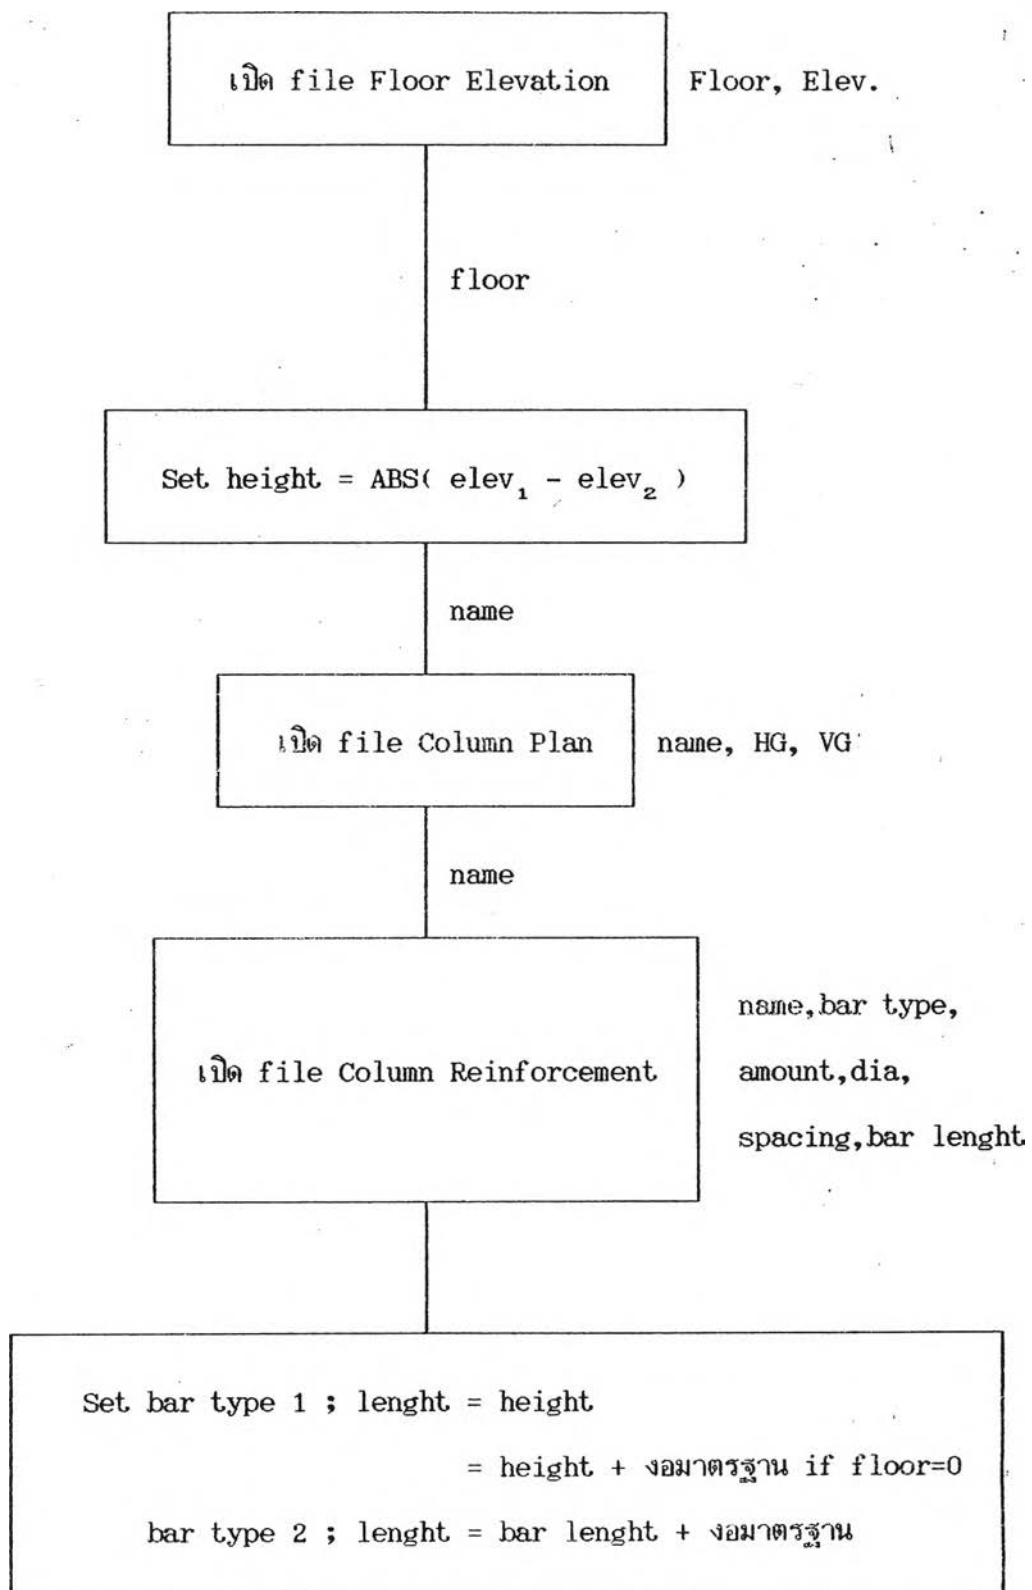 เปิด file Floor Elevation Floor, Elev.
floor
Set height = ABS( elev₁ - elev₂ )
name
เปิด file Column Plan name, HG, VG
name
name,bar type,
เปิด file Column Reinforcement amount,dia,
spacing,bar lenght
Set bar type 1 ; lenght = height
= height + งอมาตรฐาน if floor=0
bar type 2 ; lenght = bar lenght + งอมาตรฐาน